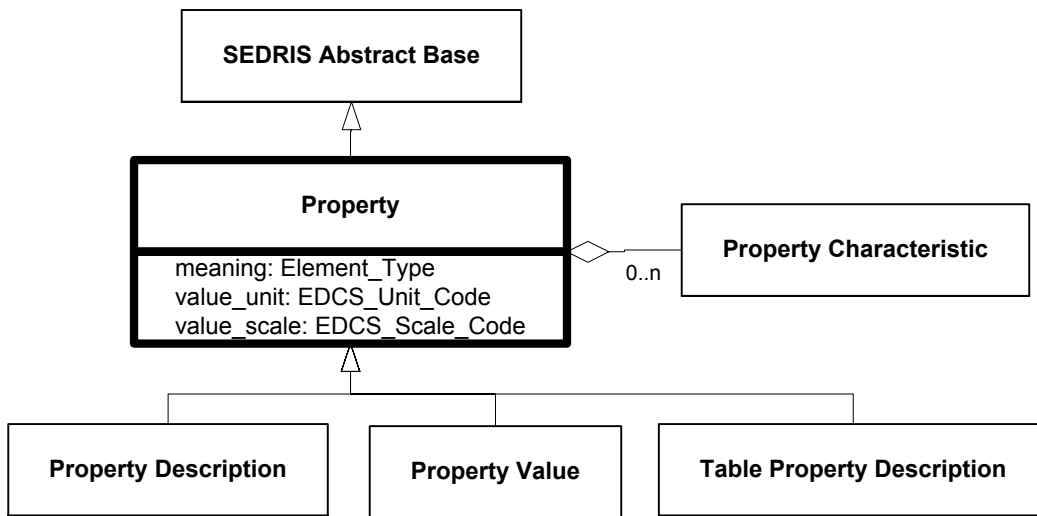 SEDRIS Abstract Base
Property
meaning: Element_Type
value_unit: EDCS_Unit_Code
value_scale: EDCS_Scale_Code
Property Characteristic
0..n
Property Description
Property Value
Table Property Description